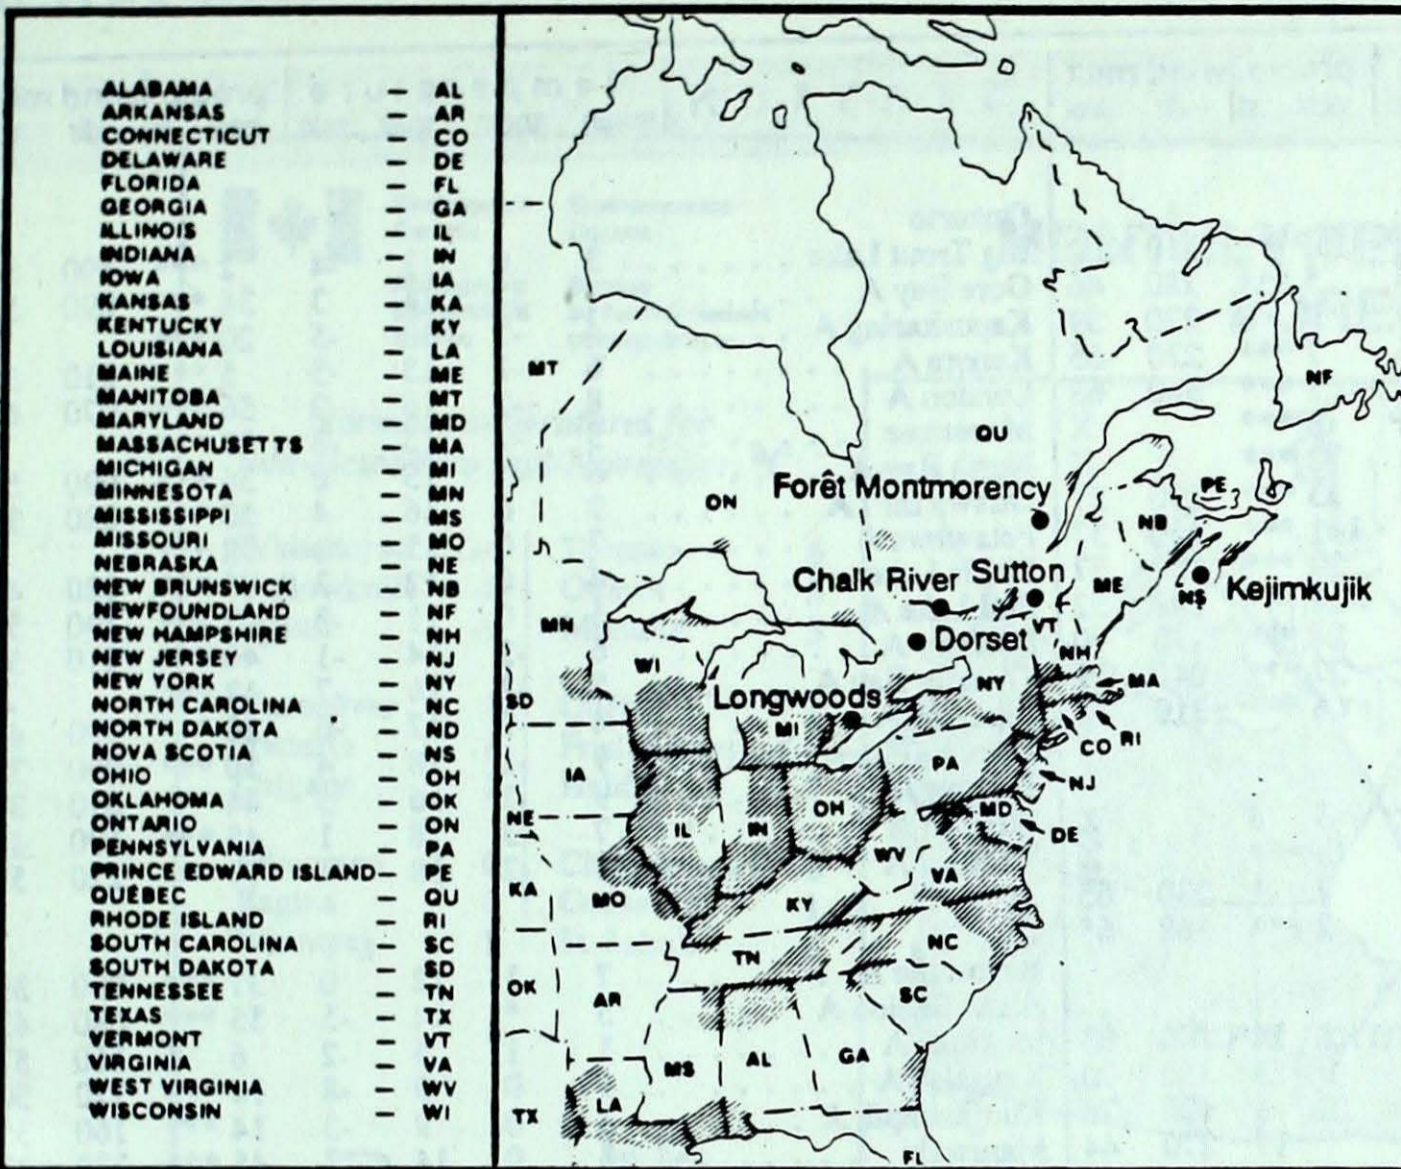 ALABAMA — AL
ARKANSAS — AR
CONNECTICUT — CO
DELAWARE — DE
FLORIDA — FL
GEORGIA — GA
ILLINOIS — IL
INDIANA — IN
IOWA — IA
KANSAS — KA
KENTUCKY — KY
LOUISIANA — LA
MAINE — ME
MANITOBA — MT
MARYLAND — MD
MASSACHUSETTS — MA
MICHIGAN — MI
MINNESOTA — MN
MISSISSIPPI — MS
MISSOURI — MO
NEBRASKA — NE
NEW BRUNSWICK — NB
NEWFOUNDLAND — NF
NEW HAMPSHIRE — NH
NEW JERSEY — NJ
NEW YORK — NY
NORTH CAROLINA — NC
NORTH DAKOTA — ND
NOVA SCOTIA — NS
OHIO — OH
OKLAHOMA — OK
ONTARIO — ON
PENNSYLVANIA — PA
PRINCE EDWARD ISLAND — PE
QUÉBEC — QU
RHODE ISLAND — RI
SOUTH CAROLINA — SC
SOUTH DAKOTA — SD
TENNESSEE — TN
TEXAS — TX
VERMONT — VT
VIRGINIA — VA
WEST VIRGINIA — WV
WISCONSIN — WI
MT
NF
QU
ON
Forêt Montmorency
PE
NB
Chalk River
Sutton
ME
NS
Kejimkujik
MN
VT
Dorset
NH
WI
NY
MA
SD
Longwoods
MI
CO
RI
IA
PA
NJ
NE
IL
IN
OH
MD
DE
WV
KA
MO
KY
VA
TN
NC
OK
AR
SC
MS
AL
GA
TX
LA
FL